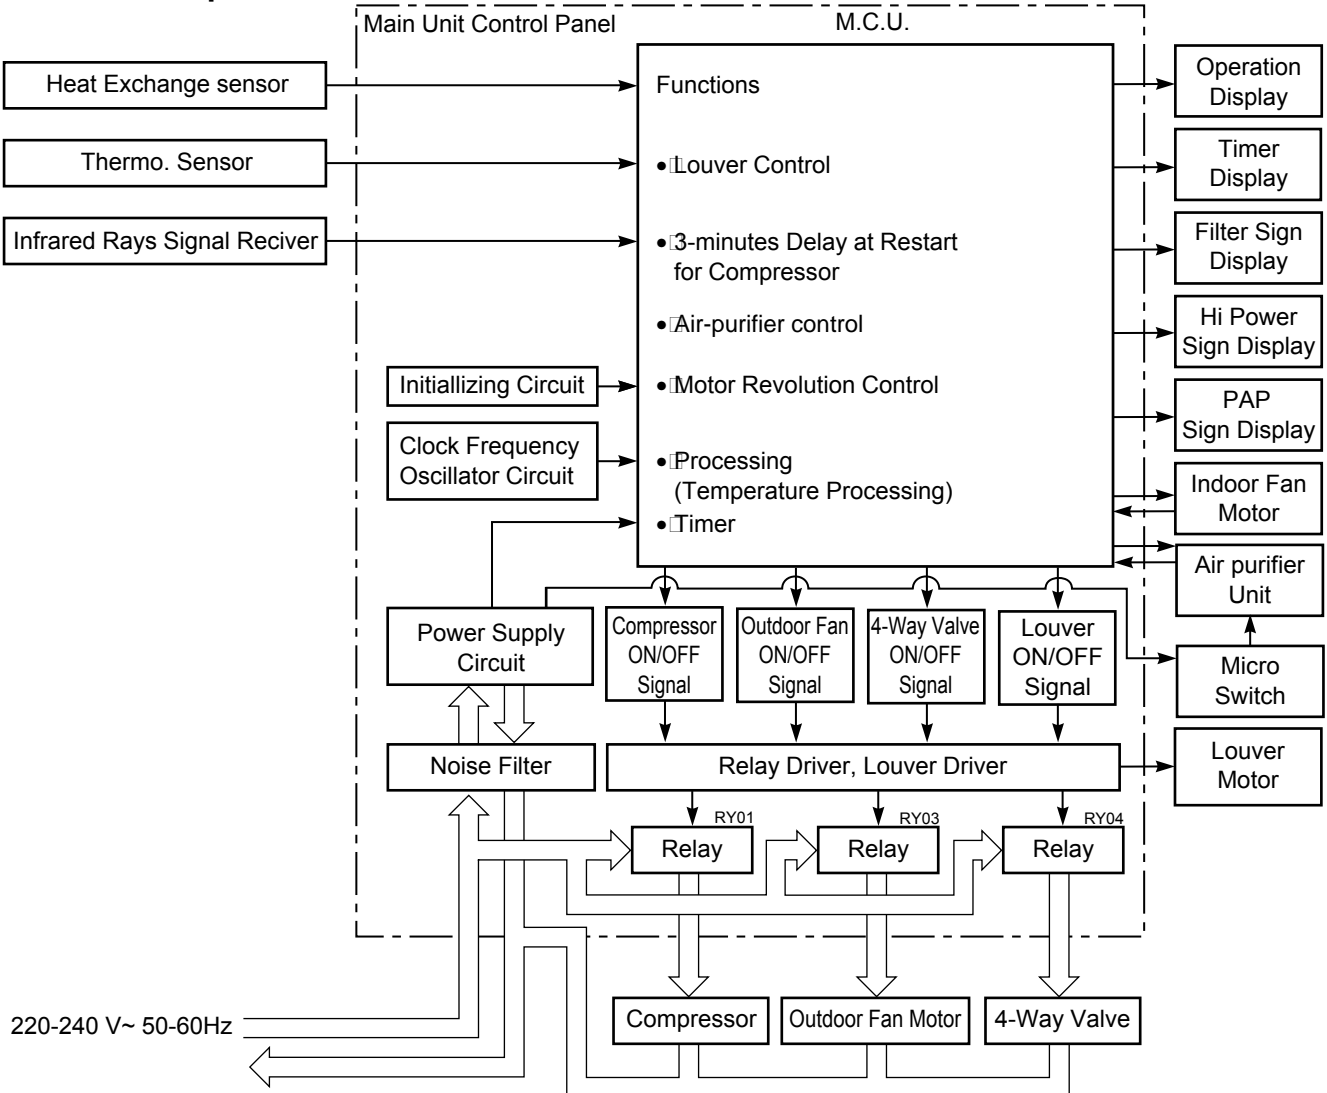 Main Unit Control Panel
M.C.U.
Heat Exchange sensor
Thermo. Sensor
Infrared Rays Signal Reciver
Functions
• Louver Control
• 3-minutes Delay at Restart
for Compressor
• Air-purifier control
• Motor Revolution Control
• Processing
(Temperature Processing)
• Timer
Initiallizing Circuit
Clock Frequency
Oscillator Circuit
Operation
Display
Timer
Display
Filter Sign
Display
Hi Power
Sign Display
PAP
Sign Display
Indoor Fan
Motor
Air purifier
Unit
Micro
Switch
Louver
Motor
Power Supply
Circuit
Compressor
ON/OFF
Signal
Outdoor Fan
ON/OFF
Signal
4-Way Valve
ON/OFF
Signal
Louver
ON/OFF
Signal
Noise Filter
Relay Driver, Louver Driver
RY01
Relay
RY03
Relay
RY04
Relay
Compressor
Outdoor Fan Motor
4-Way Valve
220-240 V~ 50-60Hz